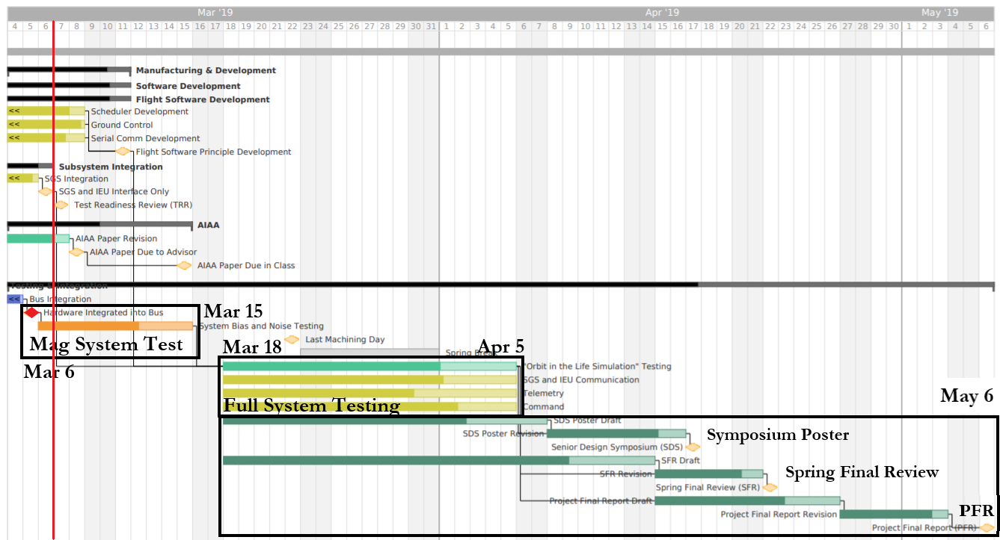 Mar '19 Apr '19 May '19
4 5 6 7 8 9 10 11 12 13 14 15 16 17 18 19 20 21 22 23 24 25 26 27 28 29 30 31 1 2 3 4 5 6 7 8 9 10 11 12 13 14 15 16 17 18 19 20 21 22 23 24 25 26 27 28 29 30 1 2 3 4 5 6
Manufacturing & Development
Software Development
Flight Software Development
<< Scheduler Development
<< Ground Control
<< Serial Comm Development
Flight Software Principle Development
Subsystem Integration
<< SGS Integration
SGS and IEU Interface Only
Test Readiness Review (TRR)
AIAA
AIAA Paper Revision
AIAA Paper Due to Advisor
AIAA Paper Due in Class
Testing & Integration
<< Bus Integration
Hardware Integrated into Bus Mar 15
System Bias and Noise Testing
Last Machining Day
Mag System Test Mar 18 Spring Break Apr 5
Mar 6 "Orbit in the Life Simulation" Testing
SGS and IEU Communication
Telemetry May 6
Full System Testing Command
SDS Poster Draft
SDS Poster Revision Symposium Poster
Senior Design Symposium (SDS)
SFR Draft
SFR Revision Spring Final Review
Spring Final Review (SFR)
Project Final Report Draft
Project Final Report Revision PFR
Project Final Report (PFR)